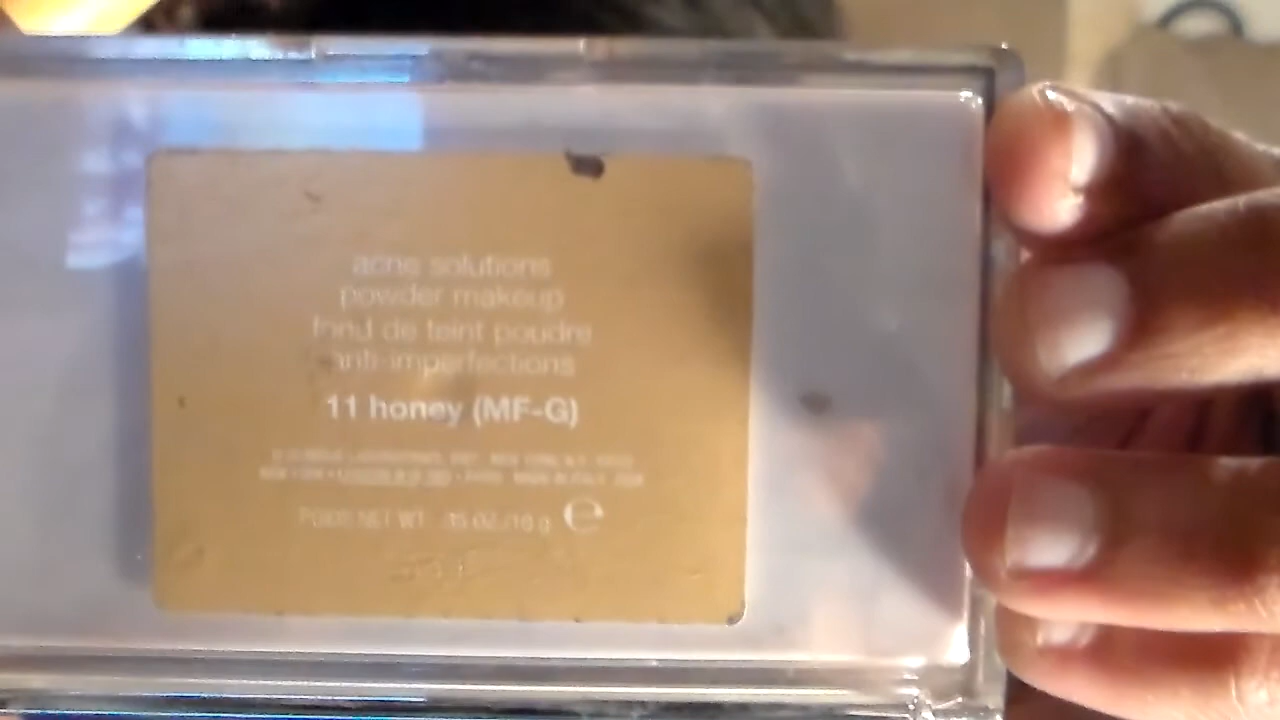 acne solutions
powder makeup
fond de teint poudre
anti-imperfections
11 honey (MF-G)
POIDS NET WT. .35 OZ/10 g e